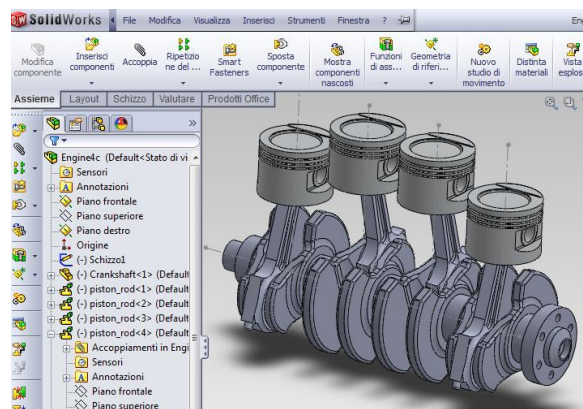 SolidWorks File Modifica Visualizza Inserisci Strumenti Finestra ? En
Modifica componente
Inserisci componenti
Accoppia
Ripetizio ne del ...
Smart Fasteners
Sposta componente
Mostra componenti nascosti
Funzioni di ass...
Geometria di riferi...
Nuovo studio di movimento
Distinta materiali
Vista esplos
Assieme Layout Schizzo Valutare Prodotti Office
Engine4c (Default<Stato di vi
Sensori
Annotazioni
Piano frontale
Piano superiore
Piano destro
Origine
(-) Schizzo1
(-) Crankshaft<1> (Default
(-) piston_rod<1> (Default
(-) piston_rod<2> (Default
(-) piston_rod<3> (Default
(-) piston_rod<4> (Default
Accoppiamenti in Engi
Sensori
Annotazioni
Piano frontale
Piano superiore